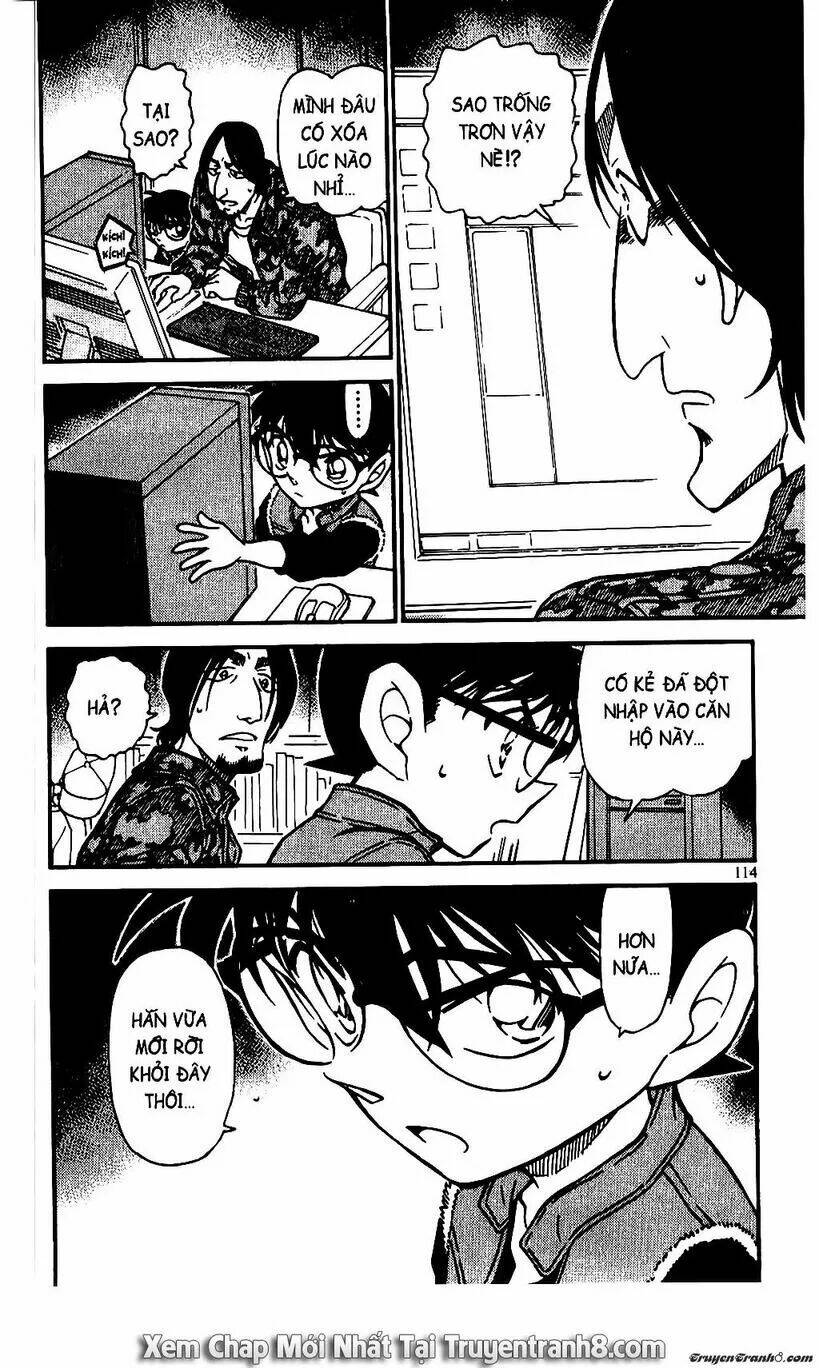 SAO TRỐNG
TRƠN VẬY
NÈ!?
MÌNH ĐÂU
CÓ XÓA
LÚC NÀO
NHỈ...
TẠI
SAO?
KÍCH!
KÍCH!
......
CÓ KẺ ĐÃ ĐỘT
NHẬP VÀO CĂN
HỘ NÀY...
HẢ?
114
HƠN
NỮA...
HẮN VỪA
MỚI RỜI
KHỎI ĐÂY
THÔI...
Xem Chap Mới Nhất Tại Truyentranh8.com
TruyenTranh8.com